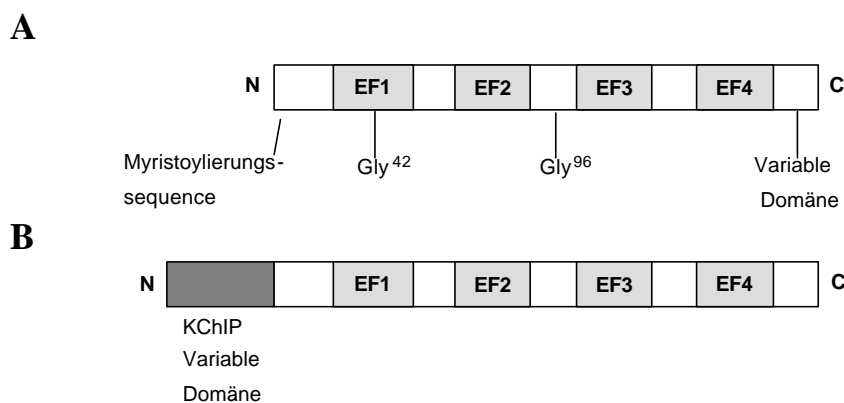 A
N EF1 EF2 EF3 EF4 C
Myristoylierungs-
sequence
Gly 42
Gly 96
Variable
Domäne
B
N EF1 EF2 EF3 EF4 C
KChIP
Variable
Domäne